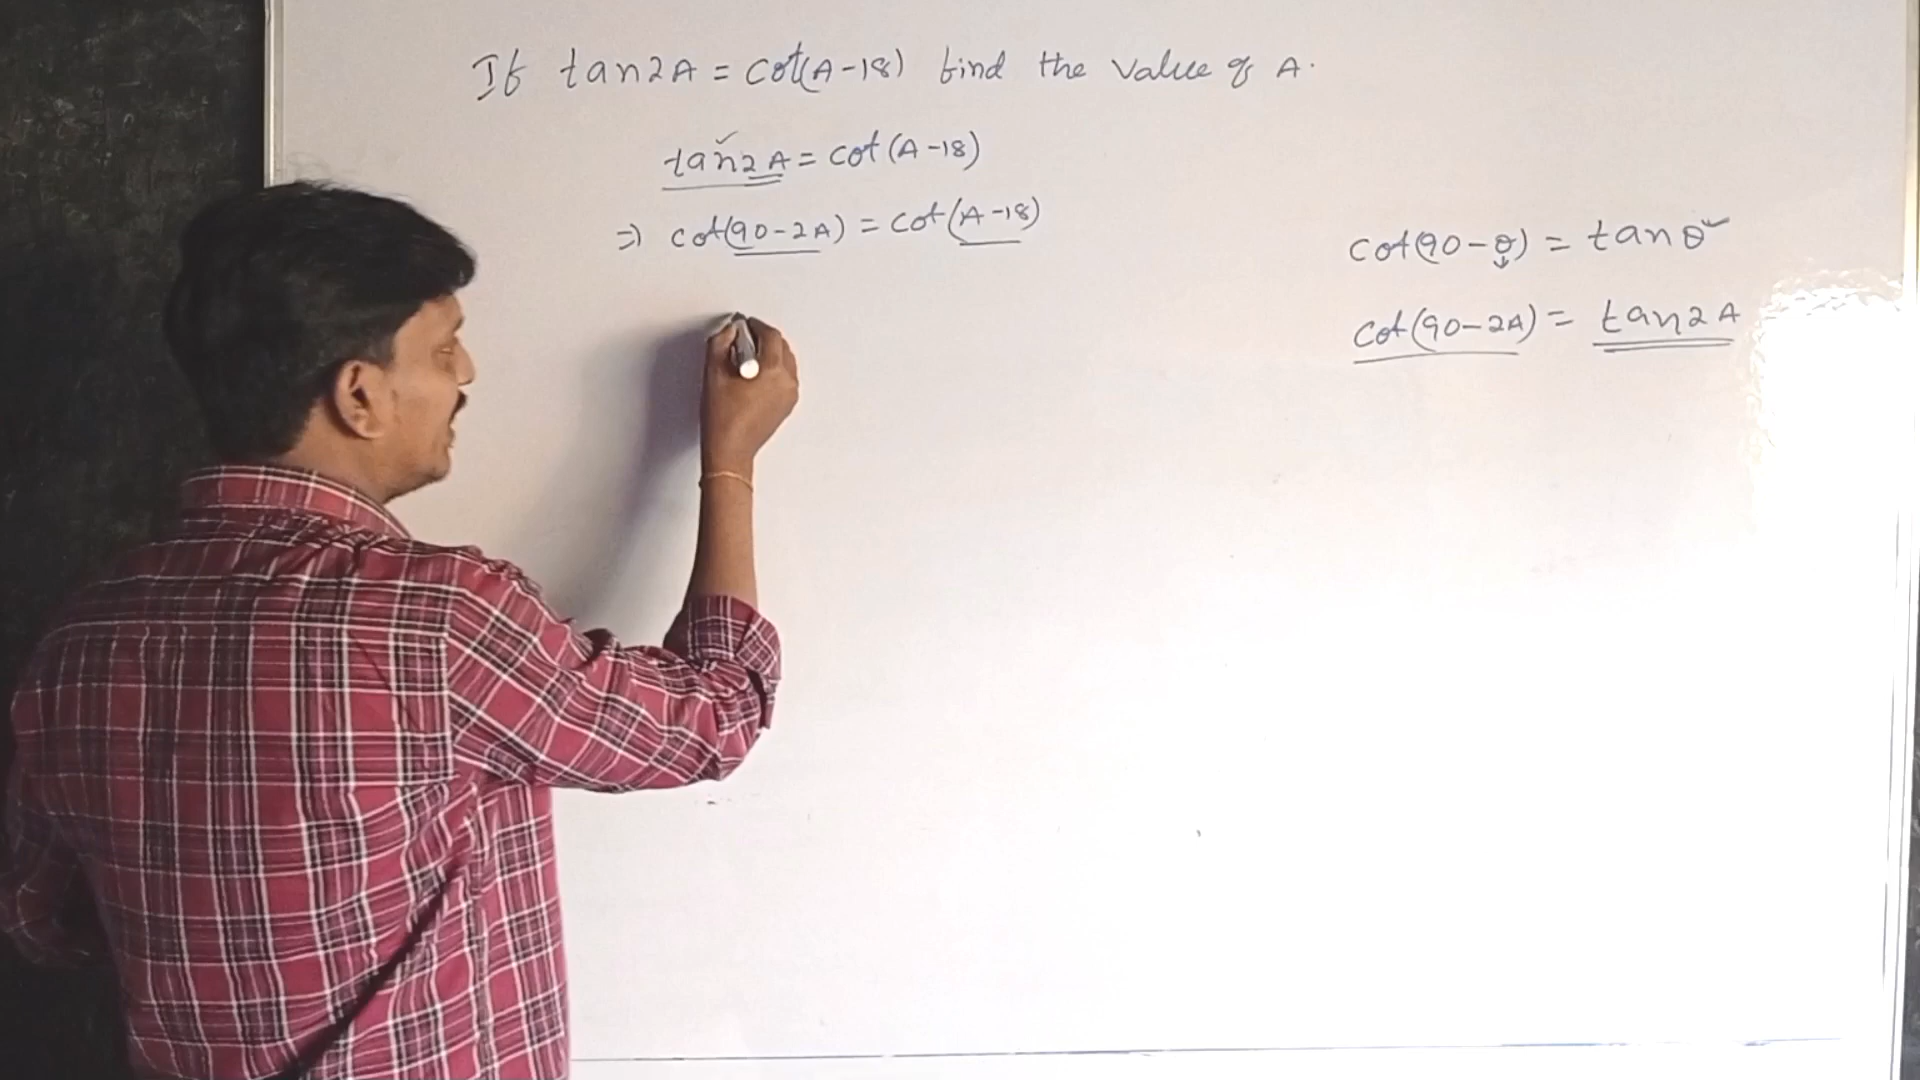 If tan2A = cot(A-18) find the value of A.
tan2A = cot(A-18)
⇒ cot(90-2A) = cot(A-18)
cot(90-θ) = tanθ
cot(90-2A) = tan2A